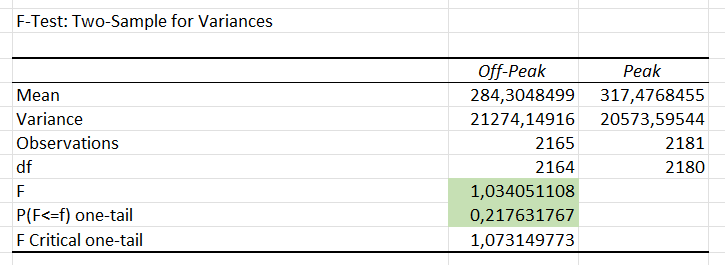 F-Test: Two-Sample for Variances
Off-Peak Peak
Mean 284,3048499 317,4768455
Variance 21274,14916 20573,59544
Observations 2165 2181
df 2164 2180
F 1,034051108
P(F<=f) one-tail 0,217631767
F Critical one-tail 1,073149773